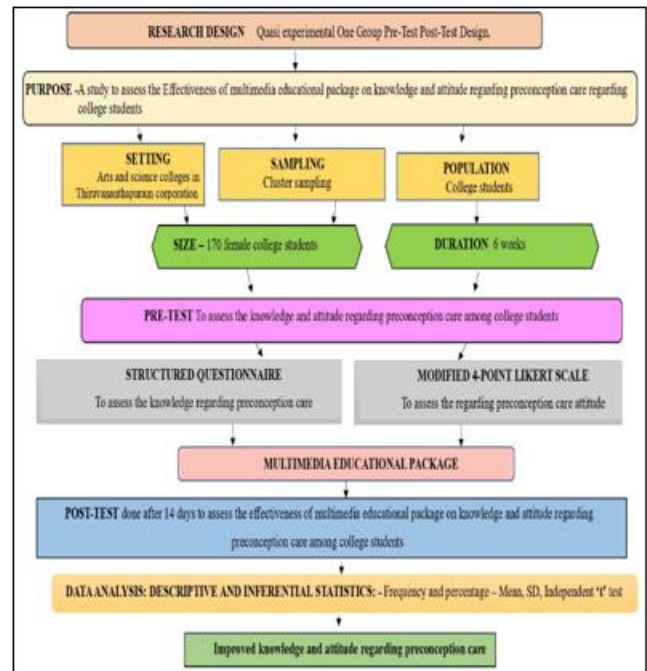 RESEARCH DESIGN Quasi experimental One Group Pre-Test Post-Test Design.
PURPOSE -A study to assess the Effectiveness of multimedia educational package on knowledge and attitude regarding preconception care regarding
college students
SETTING
Arts and science colleges in
Thiruvananthapuram corporation
SAMPLING
Cluster sampling
POPULATION
College students
SIZE – 170 female college students
DURATION 6 weeks
PRE-TEST To assess the knowledge and attitude regarding preconception care among college students
STRUCTURED QUESTIONNAIRE
To assess the knowledge regarding preconception care
MODIFIED 4-POINT LIKERT SCALE
To assess the regarding preconception care attitude
MULTIMEDIA EDUCATIONAL PACKAGE
POST-TEST done after 14 days to assess the effectiveness of multimedia educational package on knowledge and attitude regarding
preconception care among college students
DATA ANALYSIS: DESCRIPTIVE AND INFERENTIAL STATISTICS: - Frequency and percentage – Mean, SD, Independent ‘t’ test
Improved knowledge and attitude regarding preconception care